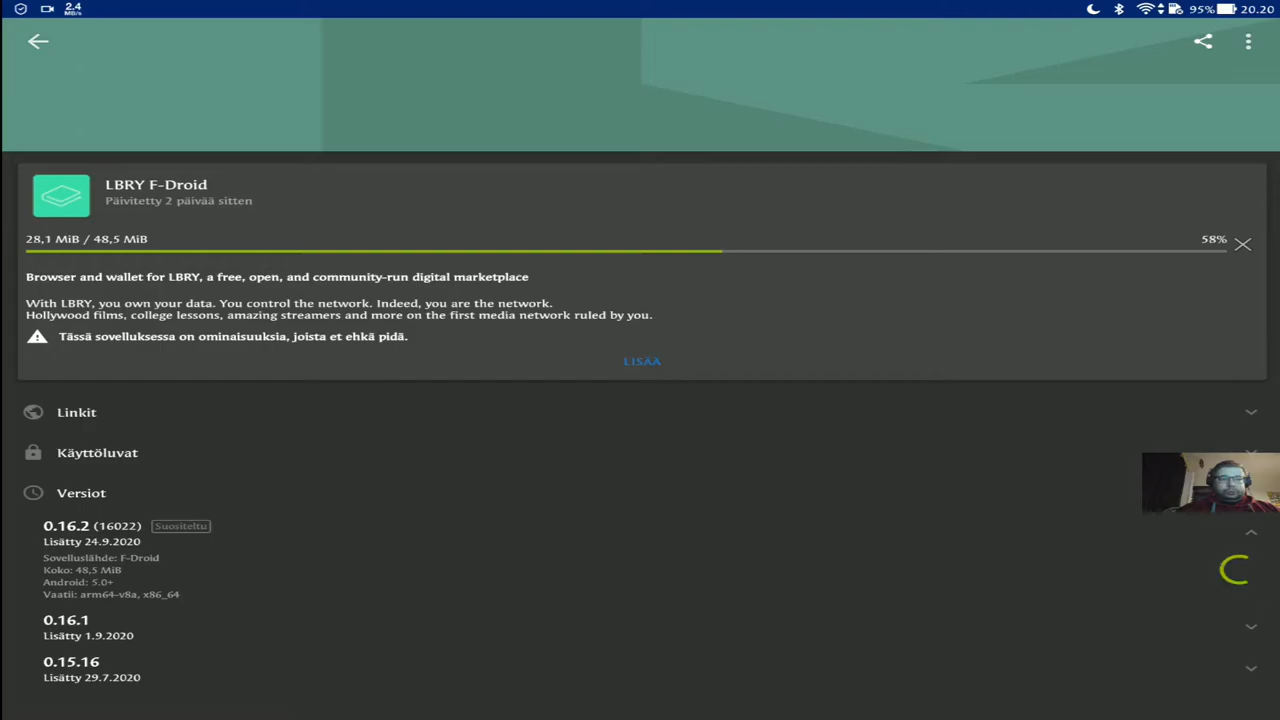 2.4
MB/s
95% 20.20
LBRY F-Droid
Päivitetty 2 päivää sitten
28,1 MiB / 48,5 MiB
58%
Browser and wallet for LBRY, a free, open, and community-run digital marketplace
With LBRY, you own your data. You control the network. Indeed, you are the network.
Hollywood films, college lessons, amazing streamers and more on the first media network ruled by you.
Tässä sovelluksessa on ominaisuuksia, joista et ehkä pidä.
LISÄÄ
Linkit
Käyttöluvat
Versiot
0.16.2 (16022) Suositeltu
Lisätty 24.9.2020
Sovelluslähde: F-Droid
Koko: 48,5 MiB
Android: 5.0+
Vaatii: arm64-v8a, x86_64
0.16.1
Lisätty 1.9.2020
0.15.16
Lisätty 29.7.2020